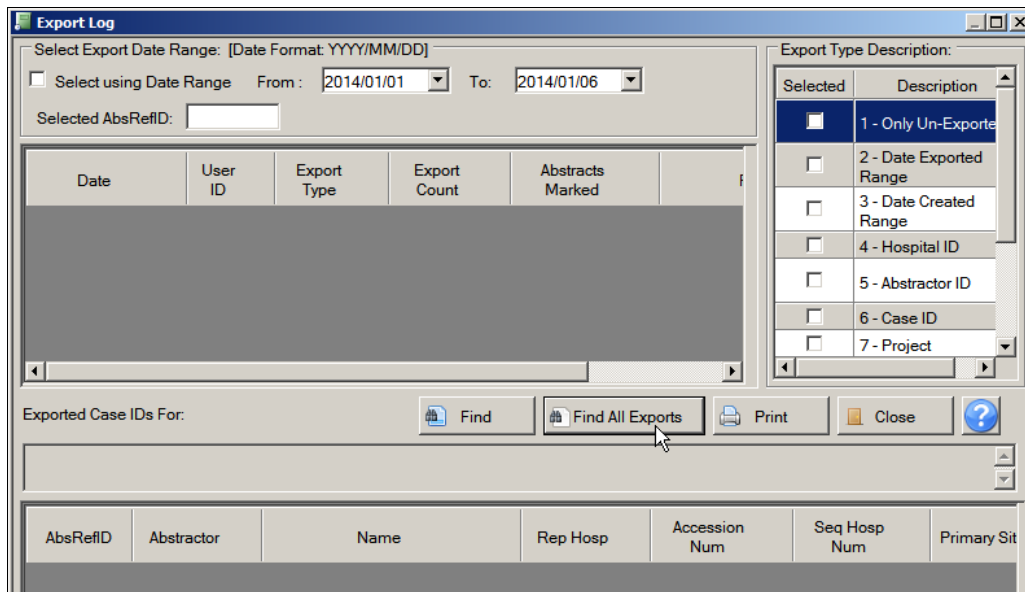 Export Log
Select Export Date Range: [Date Format: YYYY/MM/DD]
Select using Date Range From : 2014/01/01 To: 2014/01/06
Selected AbsRefID:
Export Type Description:
Selected Description
1 - Only Un-Exporte
2 - Date Exported
Range
3 - Date Created
Range
4 - Hospital ID
5 - Abstractor ID
6 - Case ID
7 - Project
Date User
ID Export
Type Export
Count Abstracts
Marked
Exported Case IDs For:
Find Find All Exports Print Close ?
AbsRefID Abstractor Name Rep Hosp Accession
Num Seq Hosp
Num Primary Sit